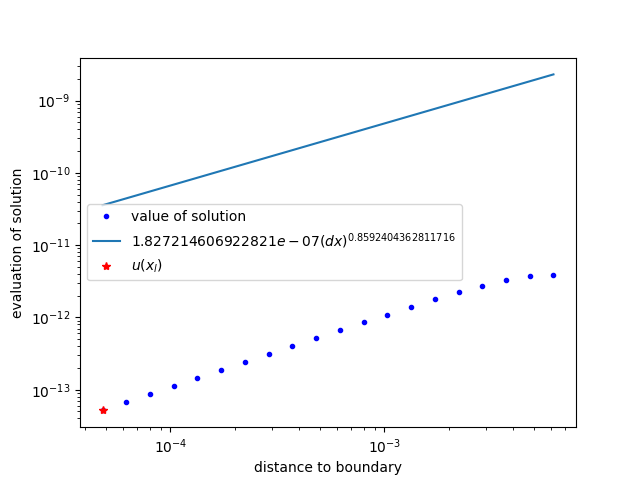 10⁻⁹
10⁻¹⁰
10⁻¹¹
10⁻¹²
10⁻¹³
evaluation of solution
value of solution
1.827214606922821e − 07(dx)^0.8592404362811716
u(x_l)
10⁻⁴
10⁻³
distance to boundary